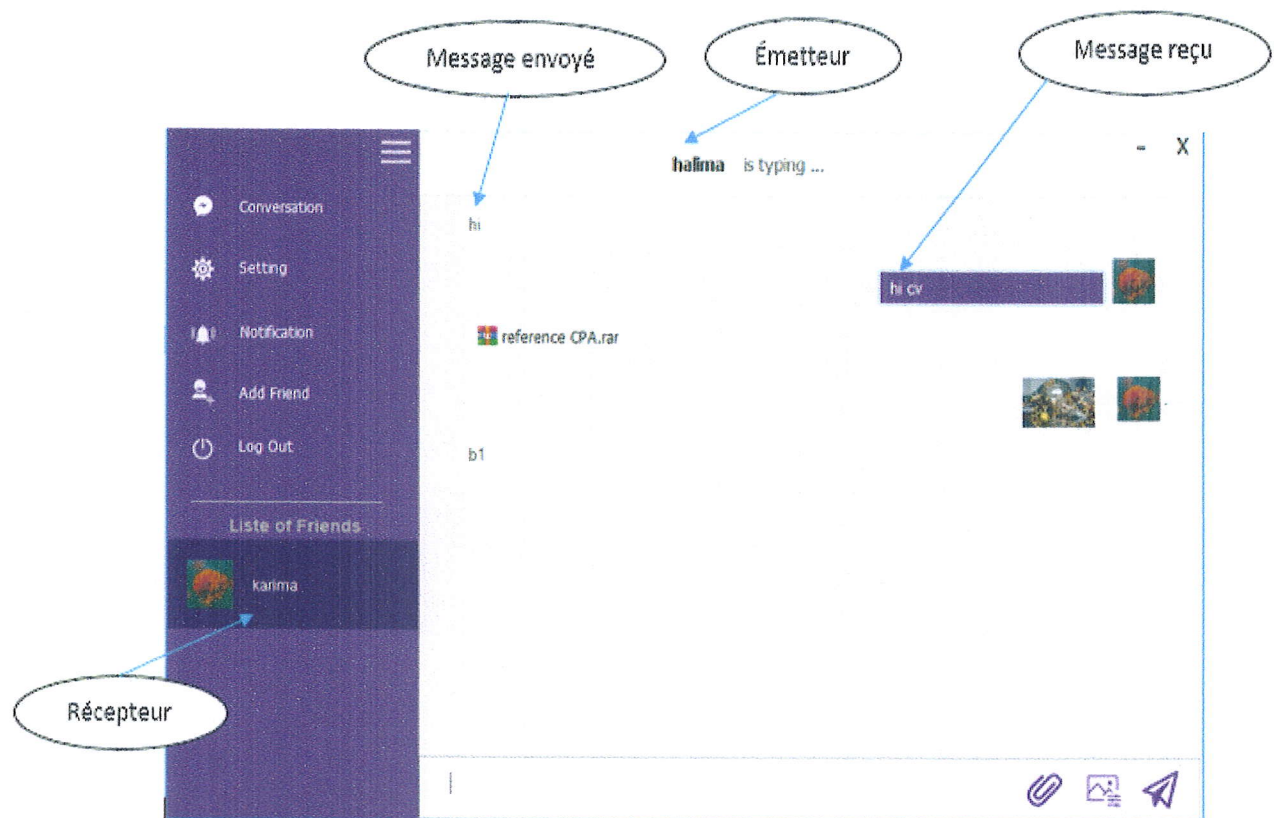 Message envoyé
Émetteur
Message reçu
- X
halima is typing ...
Conversation
hi
Setting
hi cv
Notification
reference CPA.rar
Add Friend
Log Out
b1
Liste of Friends
karima
Récepteur